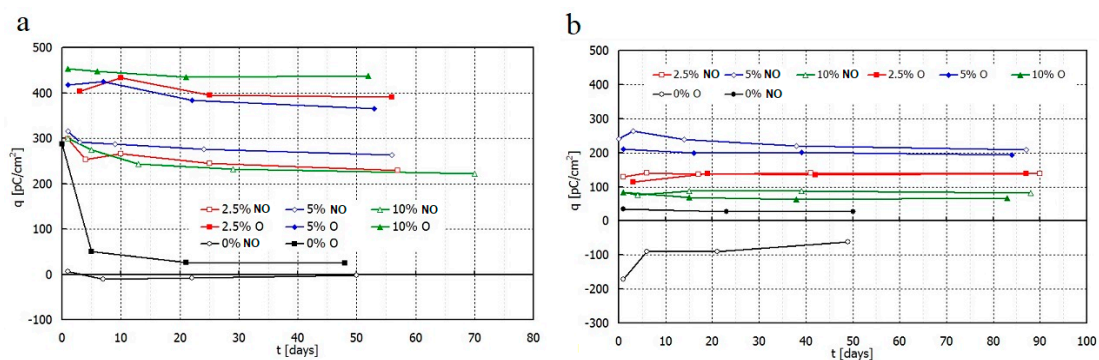 a
500
400
300
200
100
0
-100
q [pC/cm²]
2.5% NO 5% NO 10% NO
2.5% O 5% O 10% O
0% NO 0% O
0 10 20 30 40 50 60 70 80
t [days]
b
500
400
300
200
100
0
-100
-200
-300
q [pC/cm²]
2.5% NO 5% NO 10% NO 2.5% O 5% O 10% O
0% O 0% NO
0 10 20 30 40 50 60 70 80 90 100
t [days]